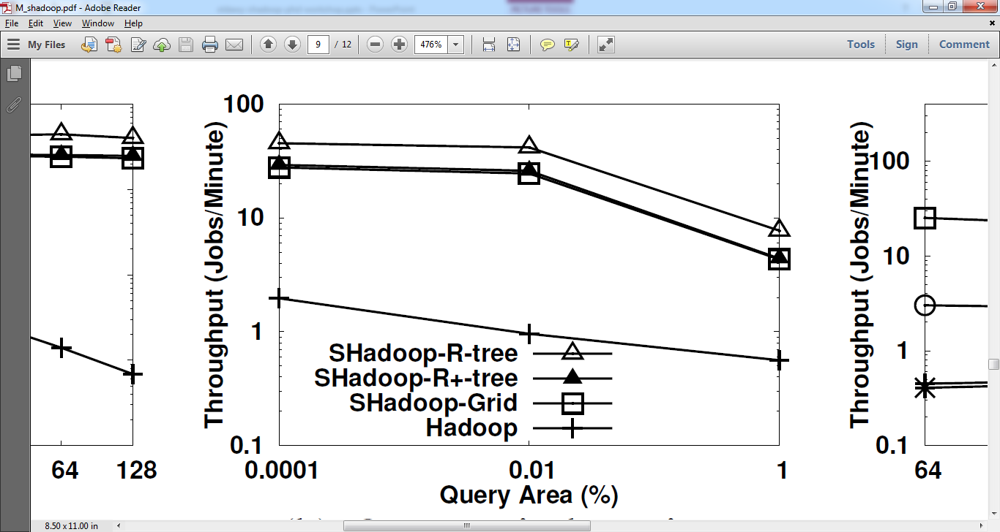 M_shadoop.pdf - Adobe Reader
File Edit View Window Help
My Files 9 / 12 476% Tools Sign Comment
64 128
Throughput (Jobs/Minute)
100
10
1
0.1
SHadoop-R-tree
SHadoop-R+-tree
SHadoop-Grid
Hadoop
0.0001 0.01 1
Query Area (%)
Throughput (Jobs/Minute)
100
10
1
0.1
64
8.50 x 11.00 in